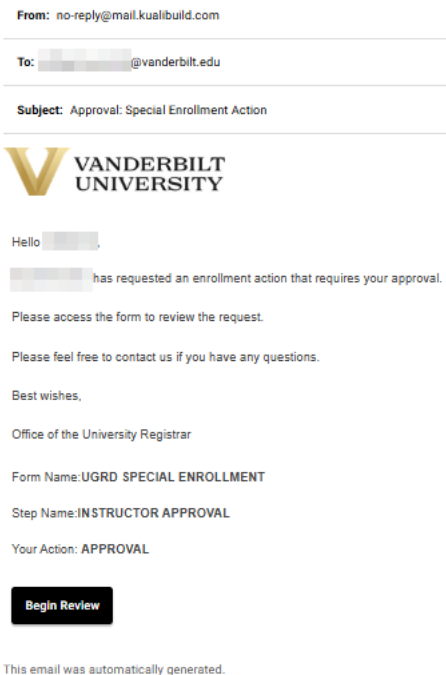 From: no-reply@mail.kualibuild.com
To: @vanderbilt.edu
Subject: Approval: Special Enrollment Action
VANDERBILT
UNIVERSITY
Hello ,
has requested an enrollment action that requires your approval.
Please access the form to review the request.
Please feel free to contact us if you have any questions.
Best wishes,
Office of the University Registrar
Form Name:UGRD SPECIAL ENROLLMENT
Step Name:INSTRUCTOR APPROVAL
Your Action: APPROVAL
Begin Review
This email was automatically generated.